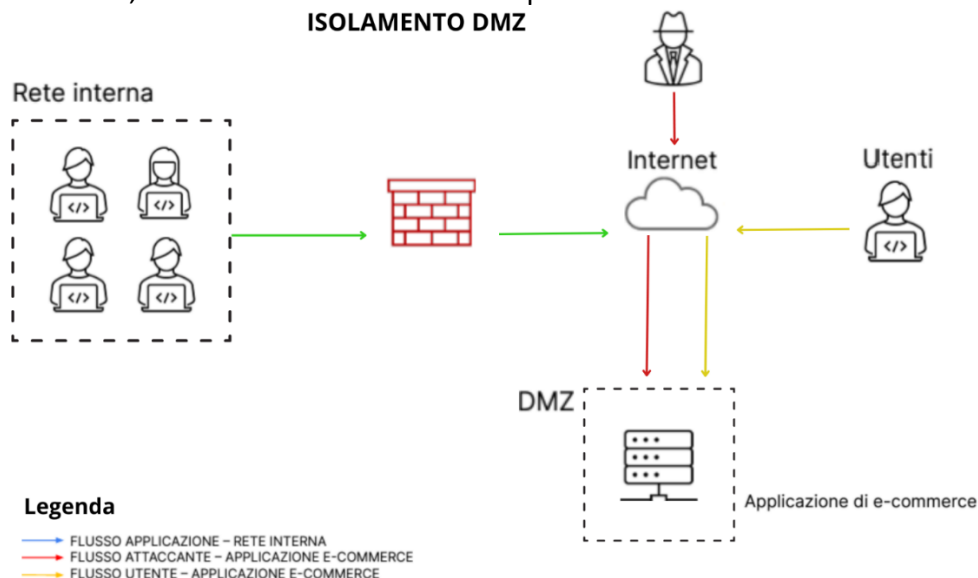 ISOLAMENTO DMZ
Rete interna
Internet
Utenti
DMZ
Applicazione di e-commerce
Legenda
FLUSSO APPLICAZIONE – RETE INTERNA
FLUSSO ATTACCANTE – APPLICAZIONE E-COMMERCE
FLUSSO UTENTE – APPLICAZIONE E-COMMERCE